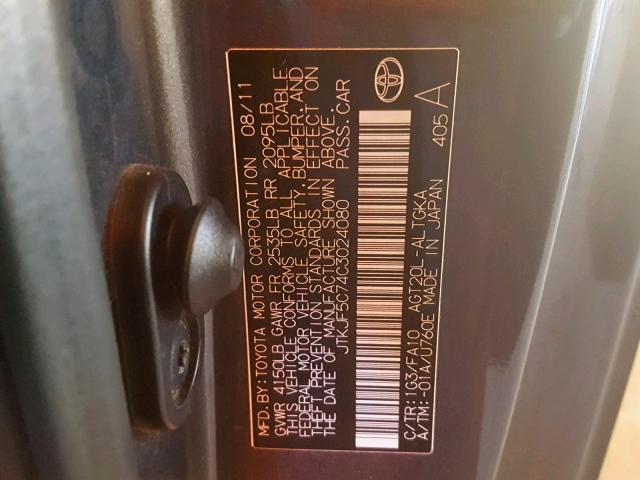 MFD.BY:TOYOTA MOTOR CORPORATION 08/11
GVWR 4150LB GAWR FR 2535LB RR 2095LB
THIS VEHICLE CONFORMS TO ALL APPLICABLE
FEDERAL MOTOR VEHICLE SAFETY, BUMPER, AND
THEFT PREVENTION STANDARDS IN EFFECT ON
THE DATE OF MANUFACTURE SHOWN ABOVE.
JTKJF5C74C3024080 PASS.CAR
C/TR:1G3/FA10 AGT20L-ALTGKA
A/TM:-01A/U760E MADE IN JAPAN 405 A